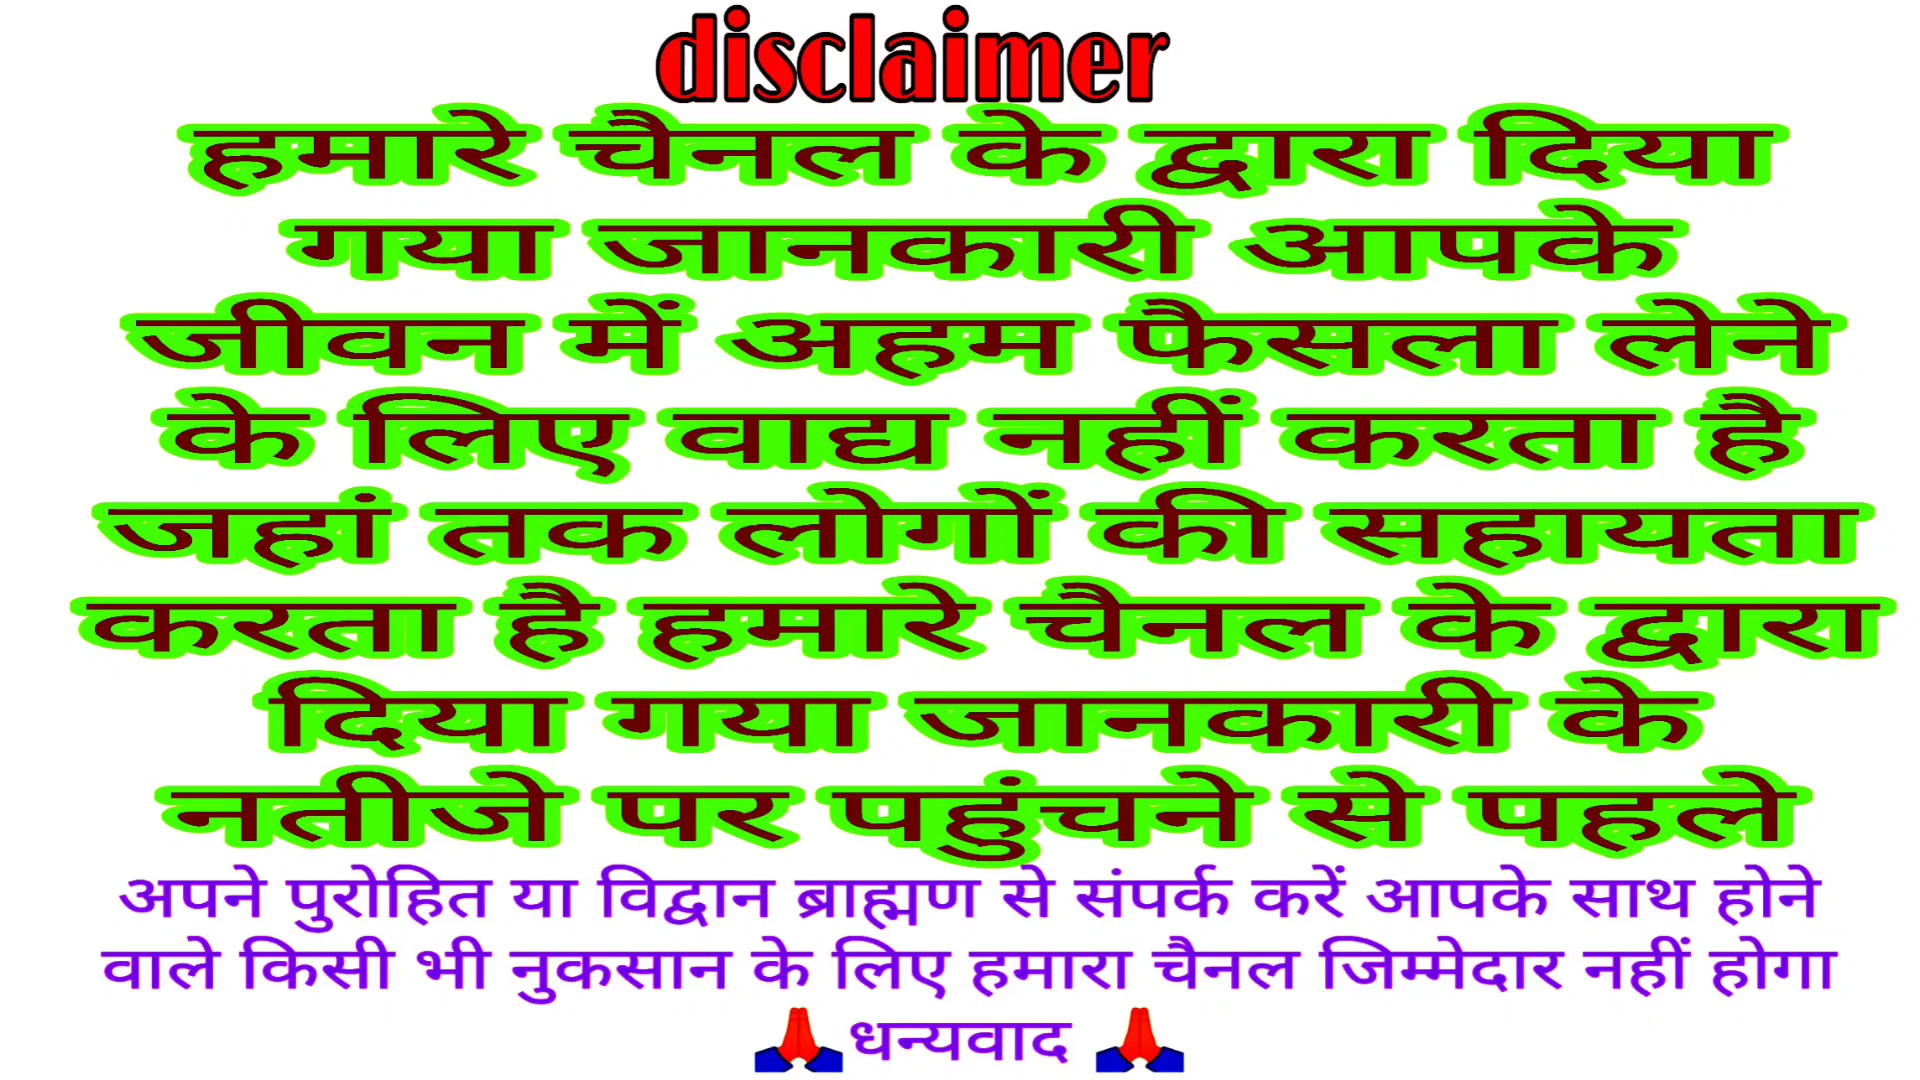 disclaimer
हमारे चैनल के द्वारा दिया
गया जानकारी आपके
जीवन में अहम फैसला लेने
के लिए वाद्य नहीं करता है
जहां तक लोगों की सहायता
करता है हमारे चैनल के द्वारा
दिया गया जानकारी के
नतीजे पर पहुंचने से पहले
अपने पुरोहित या विद्वान ब्राह्मण से संपर्क करें आपके साथ होने
वाले किसी भी नुकसान के लिए हमारा चैनल जिम्मेदार नहीं होगा
🙏धन्यवाद 🙏